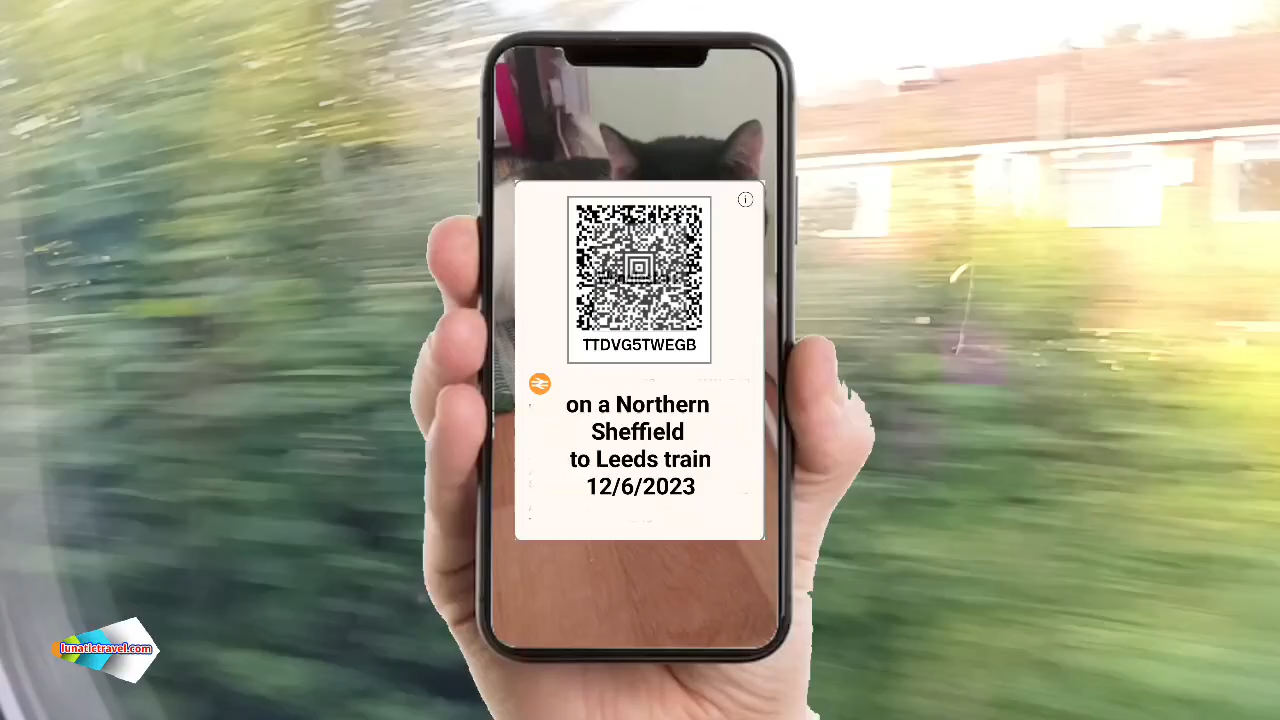 TTDVG5TWEGB
on a Northern
Sheffield
to Leeds train
12/6/2023
lunatictravel.com